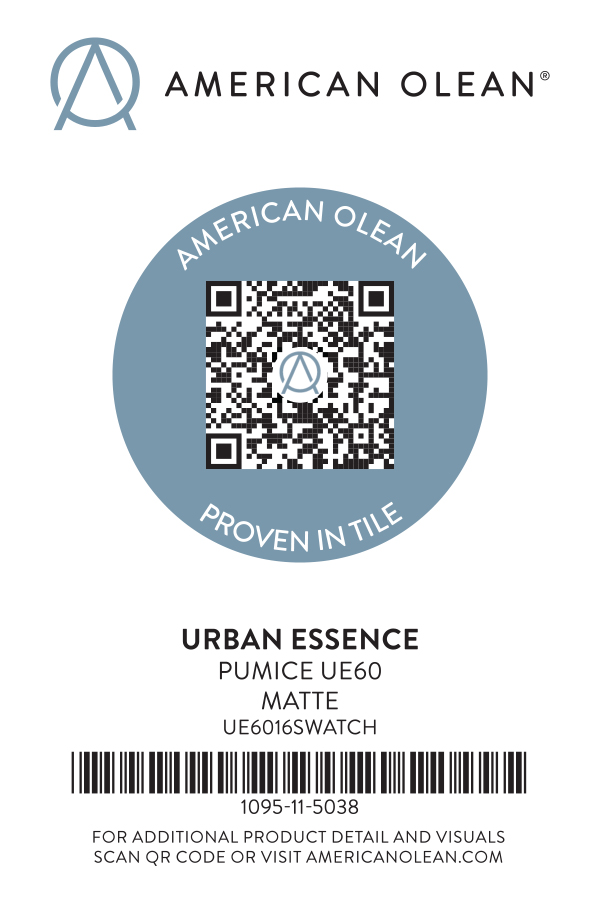 AMERICAN OLEAN®
AMERICAN OLEAN
PROVEN IN TILE
URBAN ESSENCE
PUMICE UE60
MATTE
UE6016SWATCH
1095-11-5038
FOR ADDITIONAL PRODUCT DETAIL AND VISUALS
SCAN QR CODE OR VISIT AMERICANOLEAN.COM